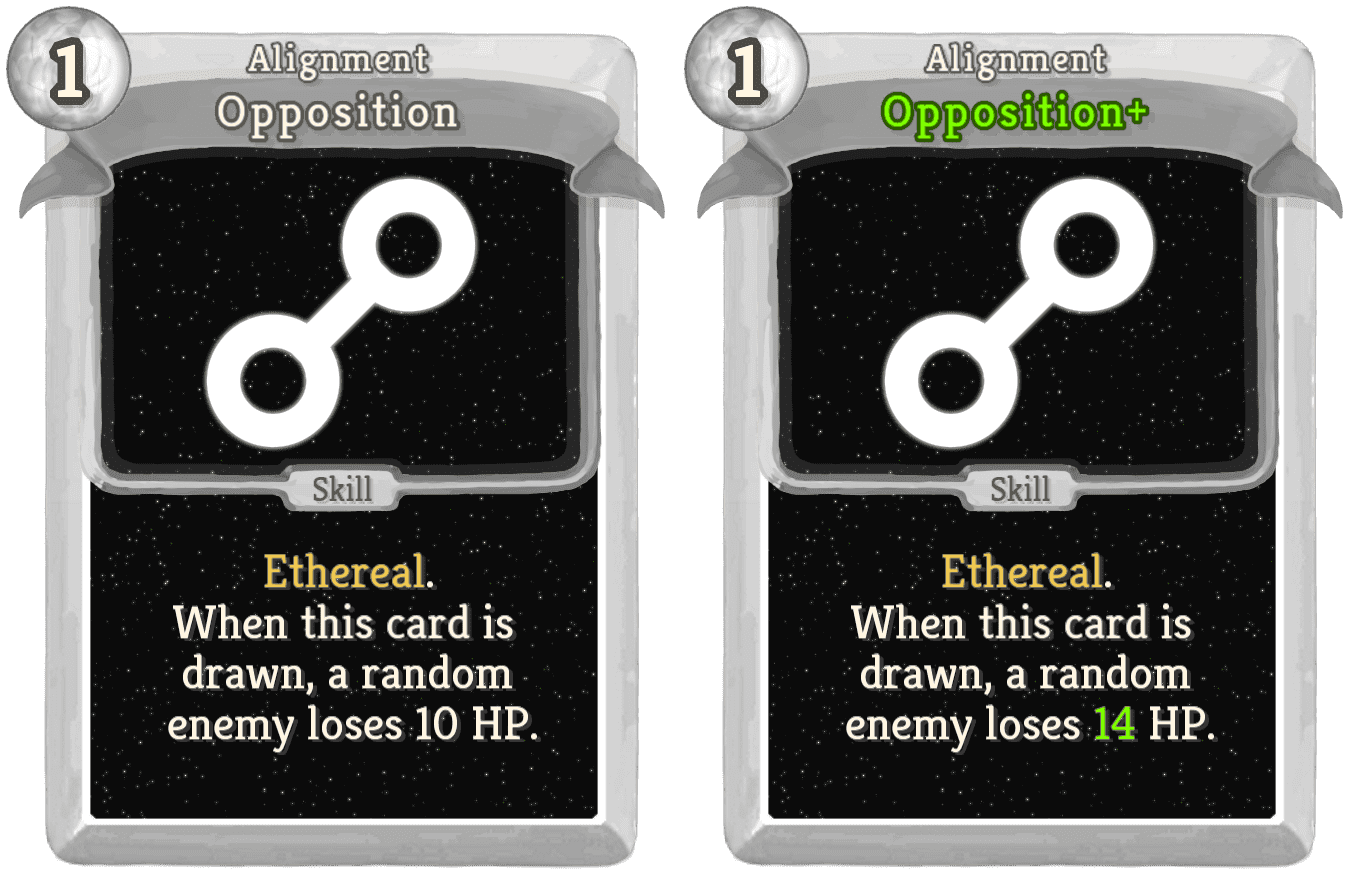 1
Alignment
Opposition
Skill
Ethereal.
When this card is
drawn, a random
enemy loses 10 HP.
1
Alignment
Opposition+
Skill
Ethereal.
When this card is
drawn, a random
enemy loses 14 HP.